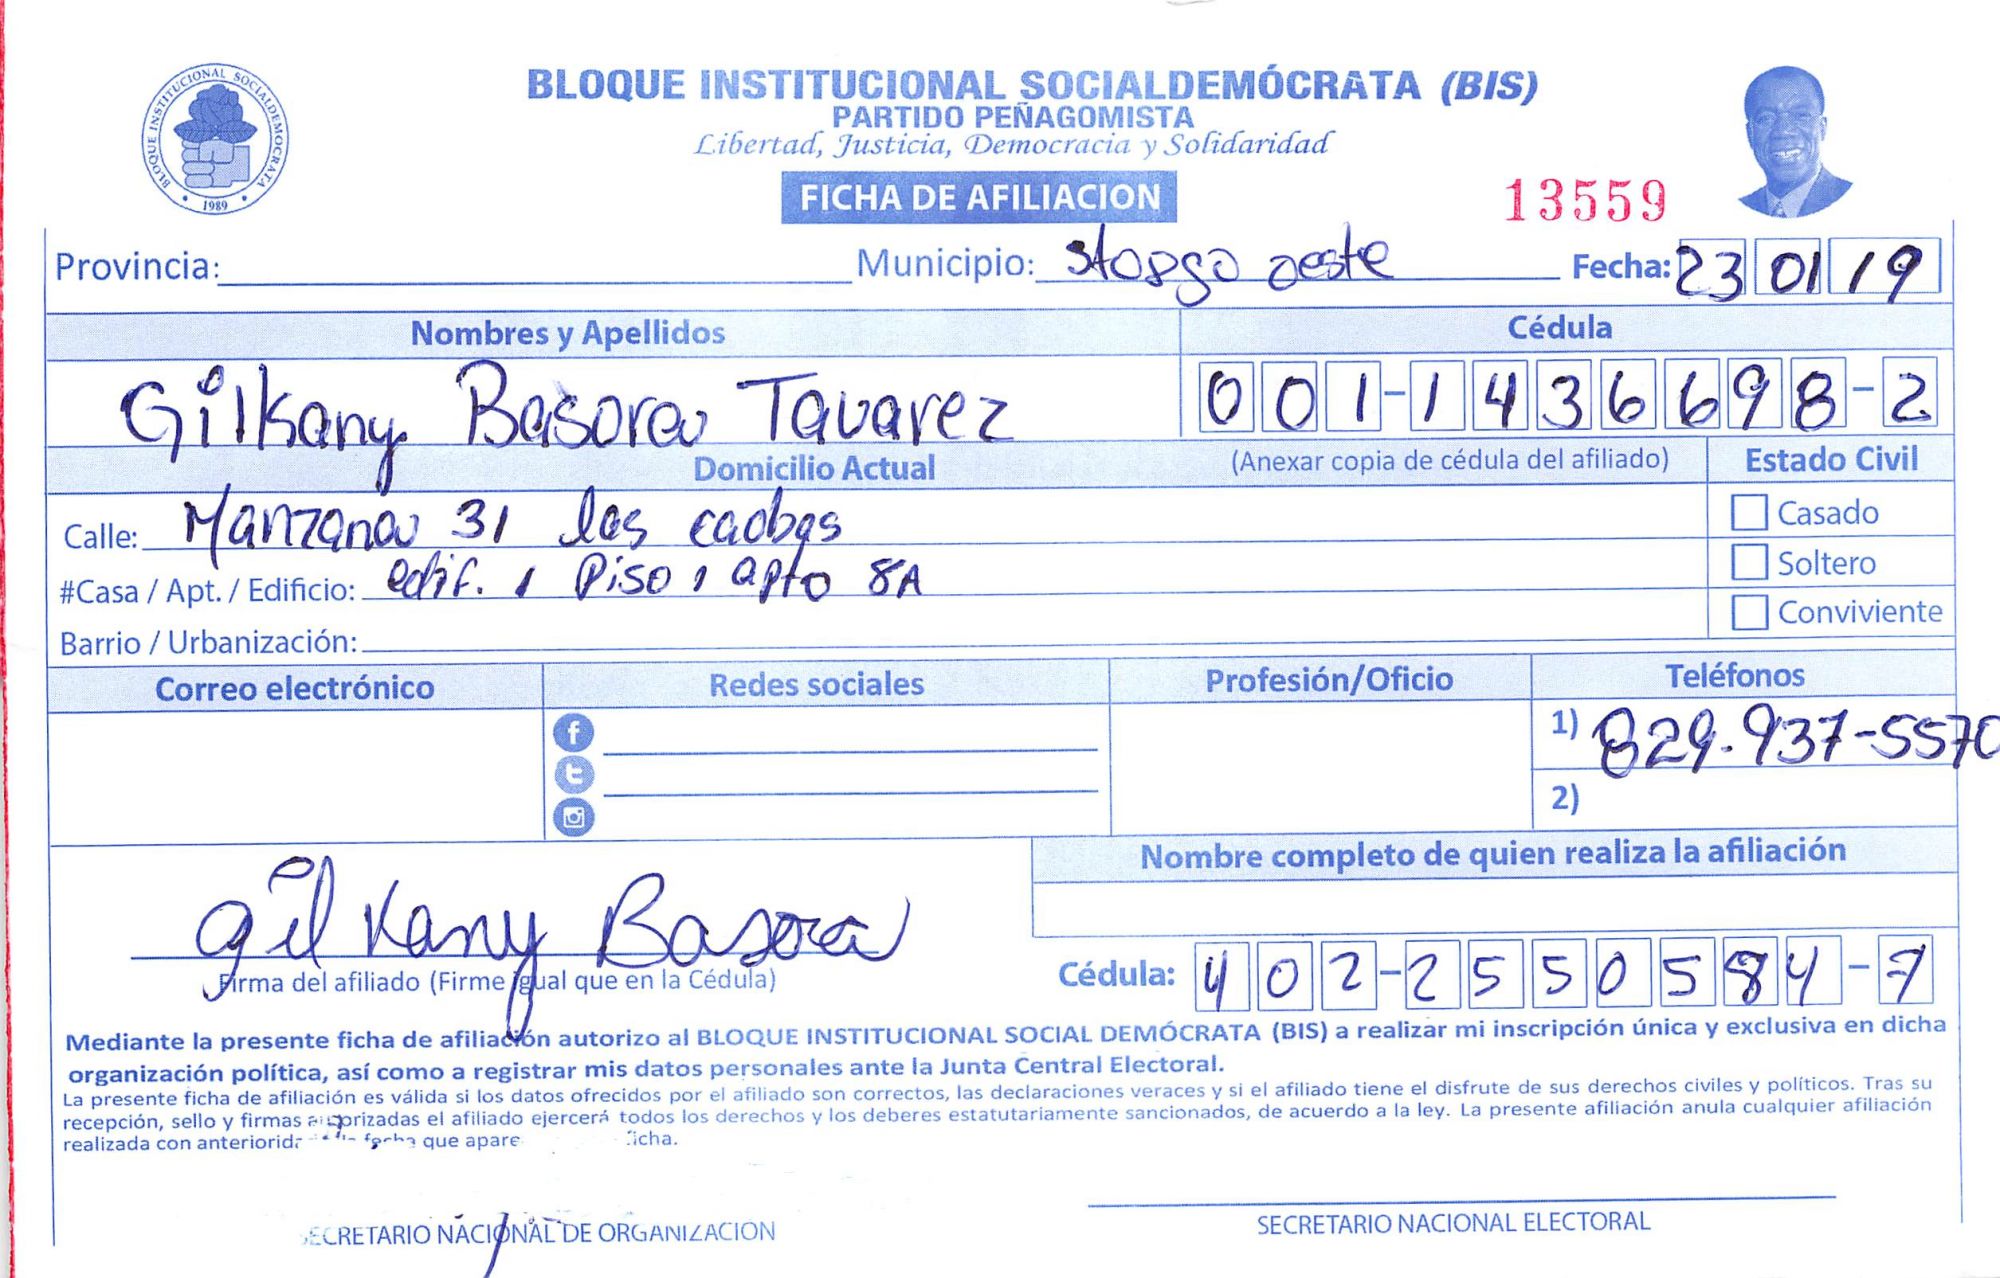 BLOQUE INSTITUCIONAL SOCIALDEMÓCRATA (BIS)
PARTIDO PEÑAGOMISTA
Libertad, Justicia, Democracia y Solidaridad
BLOQUE INSTITUCIONAL SOCIALDEMOCRATA
1989
FICHA DE AFILIACION
13559
Provincia: Municipio: oeste Fecha: 23 01 19
Nombres y Apellidos Cédula
Gilkany Basora Tavarez 001-1436698-2
Domicilio Actual (Anexar copia de cédula del afiliado) Estado Civil
Calle: Manzana 31 las caobas Casado
#Casa / Apt. / Edificio: edif. 1 Piso 1 apto 8A Soltero
Barrio / Urbanización: Conviviente
Correo electrónico Redes sociales Profesión/Oficio Teléfonos
1) 829-937-5570
2)
Nombre completo de quien realiza la afiliación
Gilkany Basora
Firma del afiliado (Firme igual que en la Cédula) Cédula: 402-2550584-7
Mediante la presente ficha de afiliación autorizo al BLOQUE INSTITUCIONAL SOCIAL DEMÓCRATA (BIS) a realizar mi inscripción única y exclusiva en dicha
organización política, así como a registrar mis datos personales ante la Junta Central Electoral.
La presente ficha de afiliación es válida si los datos ofrecidos por el afiliado son correctos, las declaraciones veraces y si el afiliado tiene el disfrute de sus derechos civiles y políticos. Tras su
recepción, sello y firmas autorizadas el afiliado ejercerá todos los derechos y los deberes estatutariamente sancionados, de acuerdo a la ley. La presente afiliación anula cualquier afiliación
realizada con fecha que ficha.
SECRETARIO NACIONAL DE ORGANIZACION SECRETARIO NACIONAL ELECTORAL